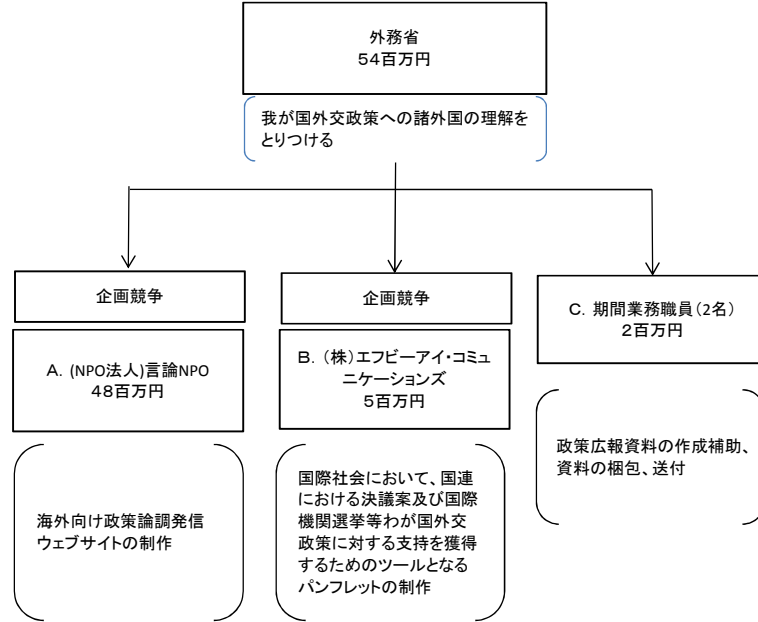 外務省
54百万円
我が国外交政策への諸外国の理解を
とりつける
企画競争
企画競争
C. 期間業務職員(2名)
2百万円
A. (NPO法人)言論NPO
48百万円
B. (株)エフビーアイ・コミュ
ニケーションズ
5百万円
海外向け政策論調発信
ウェブサイトの制作
国際社会において、国連
における決議案及び国際
機関選挙等わが国外交
政策に対する支持を獲得
するためのツールとなる
パンフレットの制作
政策広報資料の作成補助、
資料の梱包、送付